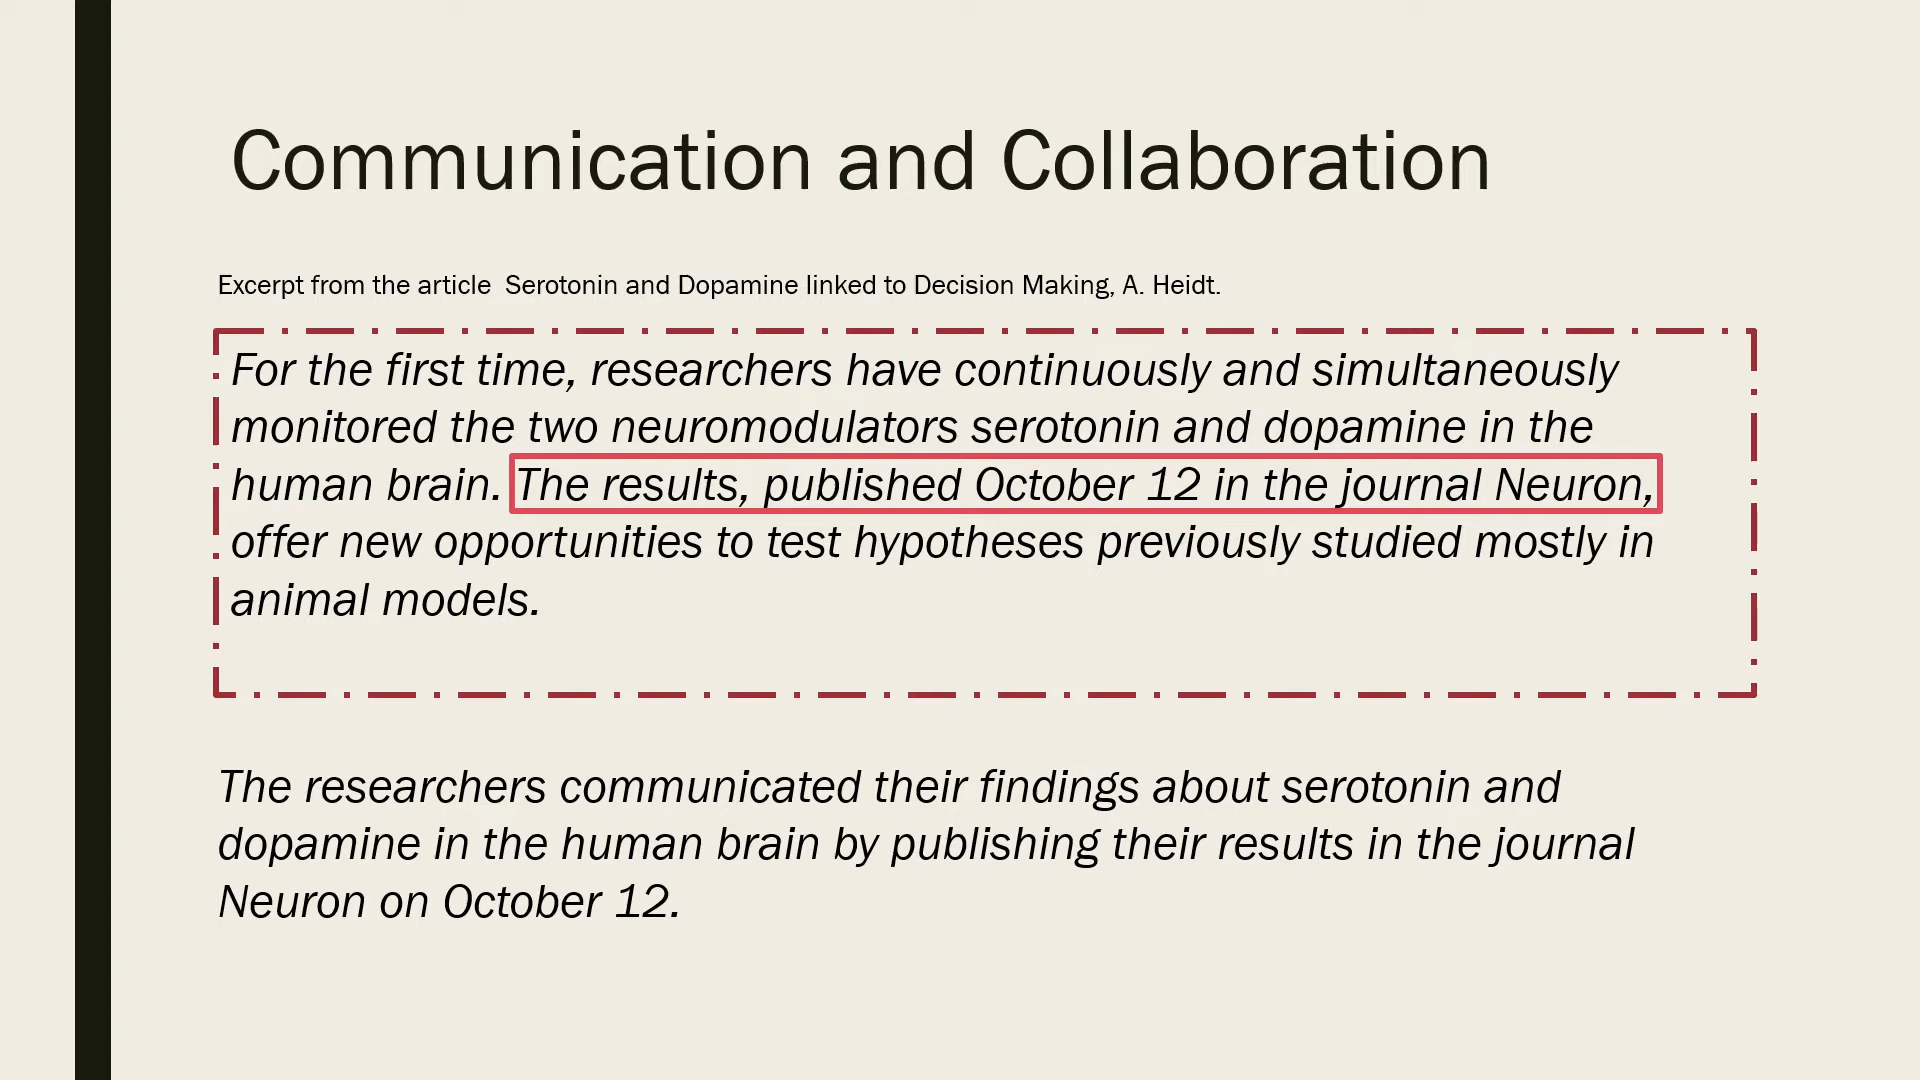 Communication and Collaboration
Excerpt from the article  Serotonin and Dopamine linked to Decision Making, A. Heidt.
For the first time, researchers have continuously and simultaneously
monitored the two neuromodulators serotonin and dopamine in the
human brain. The results, published October 12 in the journal Neuron,
offer new opportunities to test hypotheses previously studied mostly in
animal models.
The researchers communicated their findings about serotonin and
dopamine in the human brain by publishing their results in the journal
Neuron on October 12.